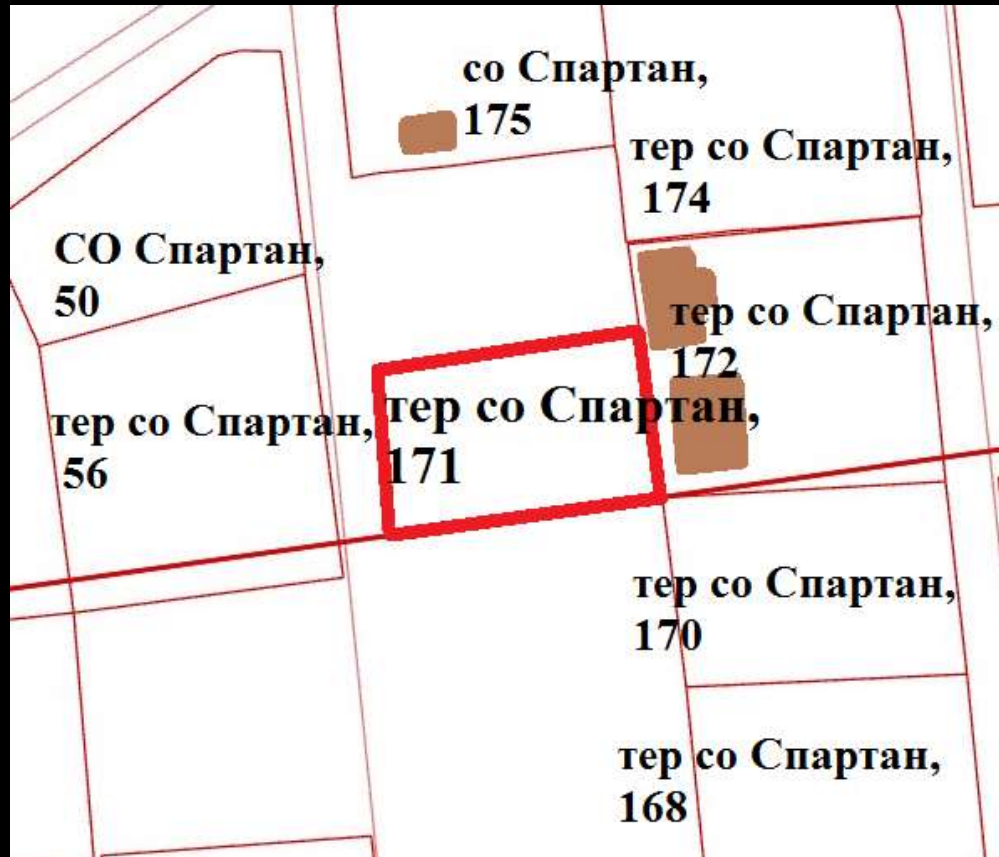 со Спартан,
175
тер со Спартан,
174
СО Спартан,
50
тер со Спартан,
172
тер со Спартан,
56
тер со Спартан,
171
тер со Спартан,
170
тер со Спартан,
168